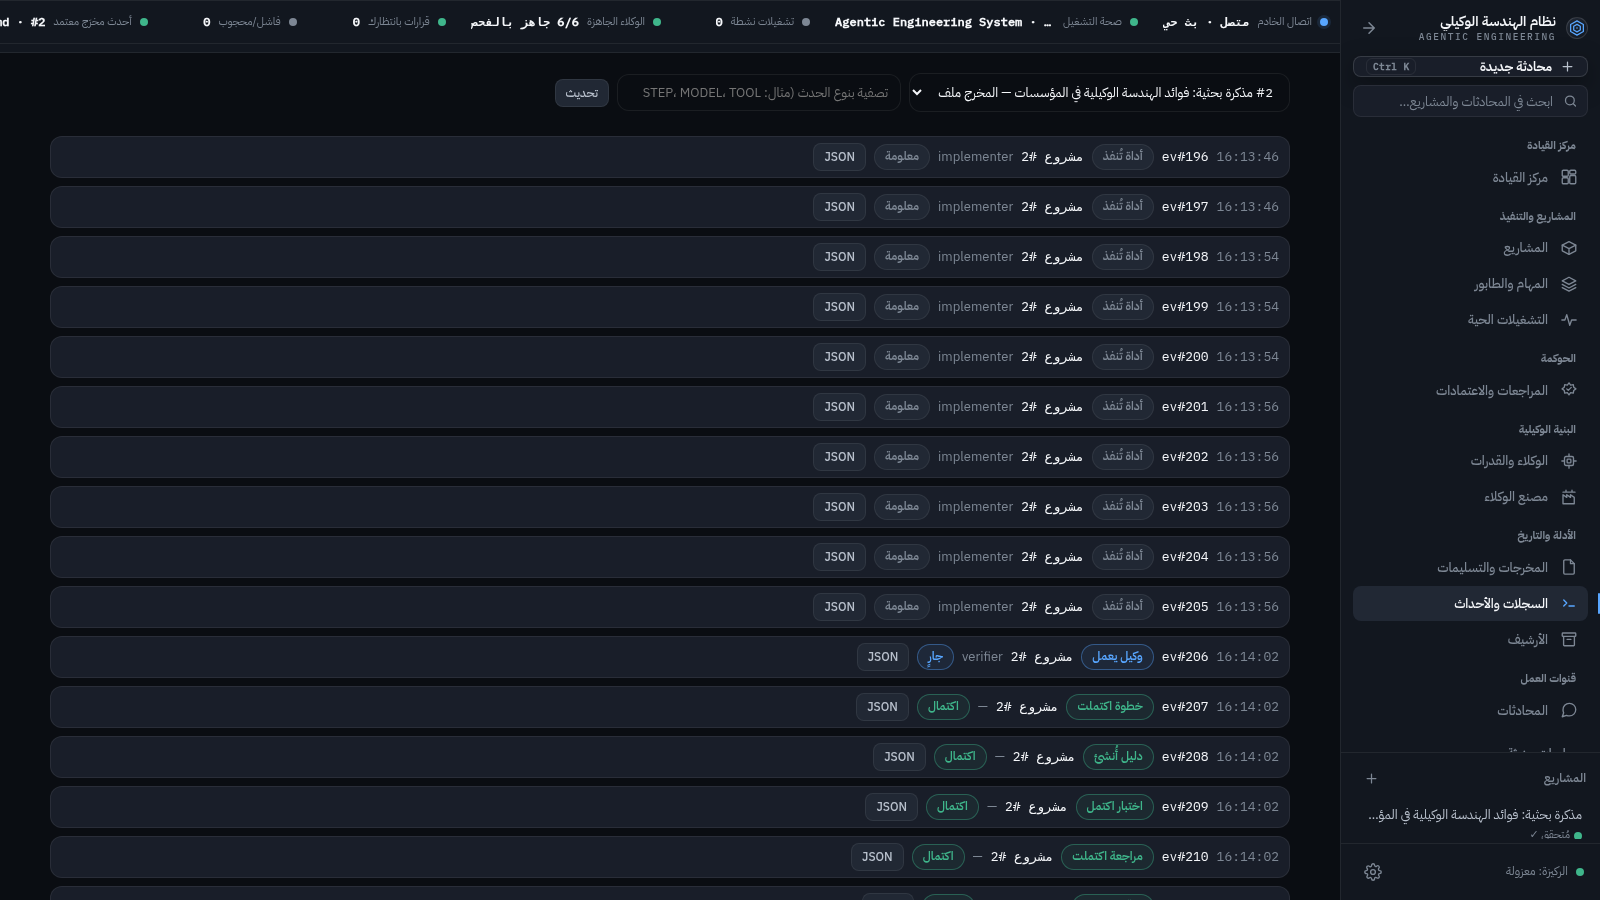 اتصال الخادم متصل · بث حي
صحة التشغيل Agentic Engineering System · …
تشغيلات نشطة 0
الوكلاء الجاهزة 6/6 جاهز بالفحص
قرارات بانتظارك 0
فاشل/محجوب 0
أحدث مخرج معتمد #2 ·
نظام الهندسة الوكيلي
AGENTIC ENGINEERING
محادثة جديدة Ctrl K
ابحث في المحادثات والمشاريع...
مركز القيادة
مركز القيادة
المشاريع والتنفيذ
المشاريع
المهام والطابور
التشغيلات الحية
الحوكمة
المراجعات والاعتمادات
البنية الوكيلية
الوكلاء والقدرات
مصنع الوكلاء
الأدلة والتاريخ
المخرجات والتسليمات
السجلات والأحداث
الأرشيف
قنوات العمل
المحادثات
المشاريع
مذكرة بحثية: فوائد الهندسة الوكيلية في المؤ...
مُتحقق ✓
الركيزة: معزولة
#2 مذكرة بحثية: فوائد الهندسة الوكيلية في المؤسسات — المخرج ملف
تصفية بنوع الحدث (مثال: STEP، MODEL، TOOL
تحديث
16:13:46 ev#196 أداة تُنفذ مشروع #2 implementer معلومة JSON
16:13:46 ev#197 أداة تُنفذ مشروع #2 implementer معلومة JSON
16:13:54 ev#198 أداة تُنفذ مشروع #2 implementer معلومة JSON
16:13:54 ev#199 أداة تُنفذ مشروع #2 implementer معلومة JSON
16:13:54 ev#200 أداة تُنفذ مشروع #2 implementer معلومة JSON
16:13:56 ev#201 أداة تُنفذ مشروع #2 implementer معلومة JSON
16:13:56 ev#202 أداة تُنفذ مشروع #2 implementer معلومة JSON
16:13:56 ev#203 أداة تُنفذ مشروع #2 implementer معلومة JSON
16:13:56 ev#204 أداة تُنفذ مشروع #2 implementer معلومة JSON
16:13:56 ev#205 أداة تُنفذ مشروع #2 implementer معلومة JSON
16:14:02 ev#206 وكيل يعمل مشروع #2 verifier جارٍ JSON
16:14:02 ev#207 خطوة اكتملت مشروع #2 — اكتمال JSON
16:14:02 ev#208 دليل أُنشئ مشروع #2 — اكتمال JSON
16:14:02 ev#209 اختبار اكتمل مشروع #2 — اكتمال JSON
16:14:02 ev#210 مراجعة اكتملت مشروع #2 — اكتمال JSON